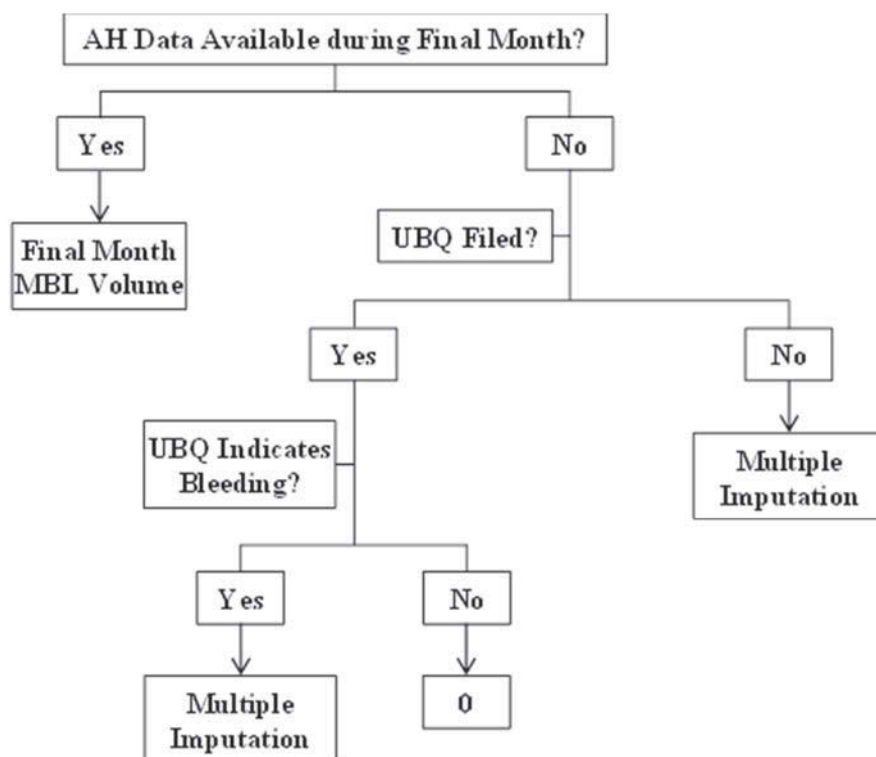 AH Data Available during Final Month?
Yes
No
Final Month
MBL Volume
UBQ Filed?
Yes
No
UBQ Indicates
Bleeding?
Multiple
Imputation
Yes
No
Multiple
Imputation
0